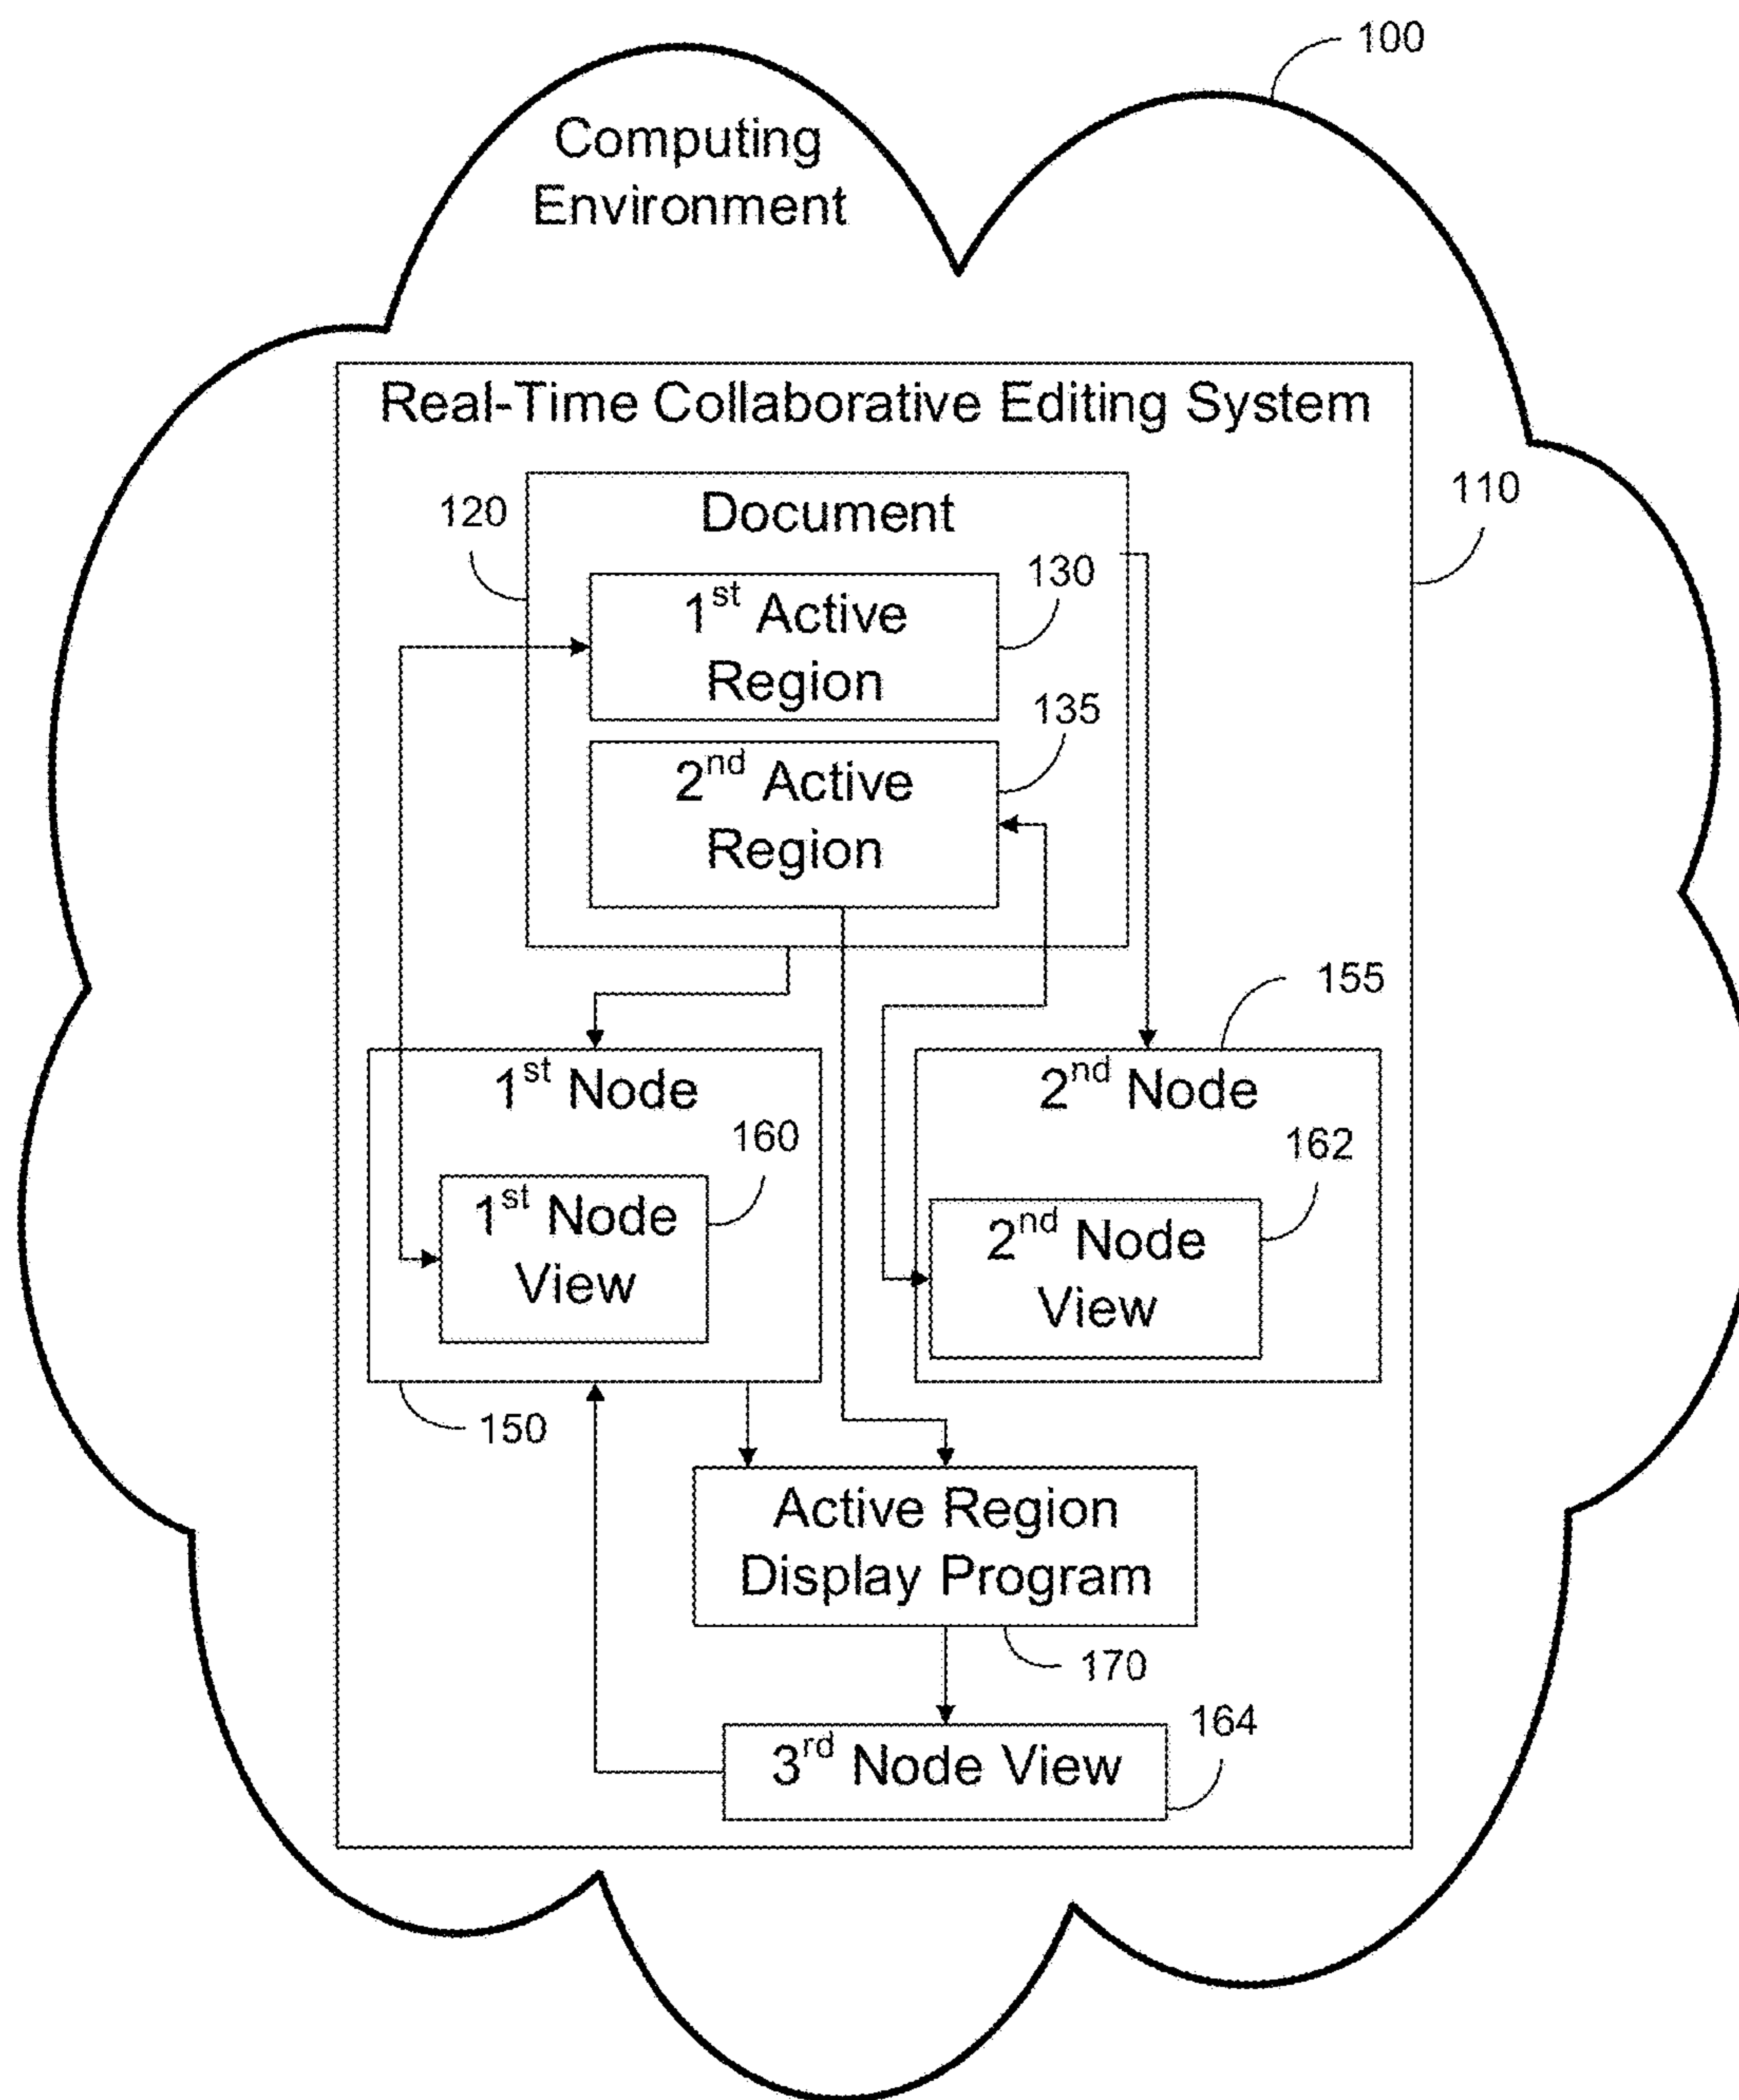 100
Computing
Environment
Real-Time Collaborative Editing System
110
120
Document
130
1st Active
Region
135
2nd Active
Region
155
1st Node
2nd Node
160
162
1st Node
View
2nd Node
View
150
Active Region
Display Program
170
164
3rd Node View